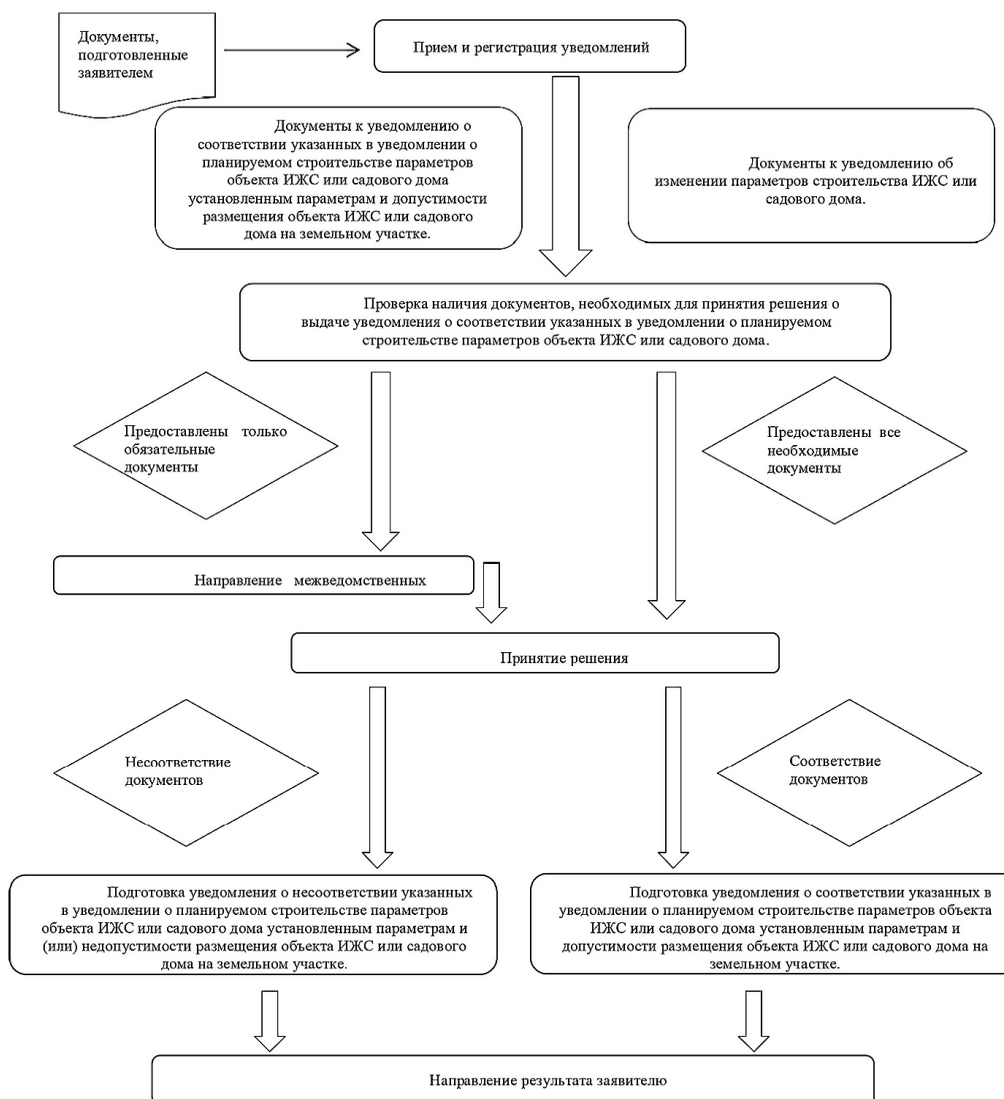 Документы,
подготовленные
заявителем
Прием и регистрация уведомлений
Документы к уведомлению о
соответствии указанных в уведомлении о
планируемом строительстве параметров
объекта ИЖС или садового дома
установленным параметрам и допустимости
размещения объекта ИЖС или садового
дома на земельном участке.
Документы к уведомлению об
изменении параметров строительства ИЖС или
садового дома.
Проверка наличия документов, необходимых для принятия решения о
выдаче уведомления о соответствии указанных в уведомлении о планируемом
строительстве параметров объекта ИЖС или садового дома.
Предоставлены только
обязательные
документы
Предоставлены все
необходимые
документы
Направление межведомственных
Принятие решения
Несоответствие
документов
Соответствие
документов
Подготовка уведомления о несоответствии указанных
в уведомлении о планируемом строительстве параметров
объекта ИЖС или садового дома установленным параметрам и
(или) недопустимости размещения объекта ИЖС или садового
дома на земельном участке.
Подготовка уведомления о соответствии указанных в
уведомлении о планируемом строительстве параметров объекта
ИЖС или садового дома установленным параметрам и
допустимости размещения объекта ИЖС или садового дома на
земельном участке.
Направление результата заявителю